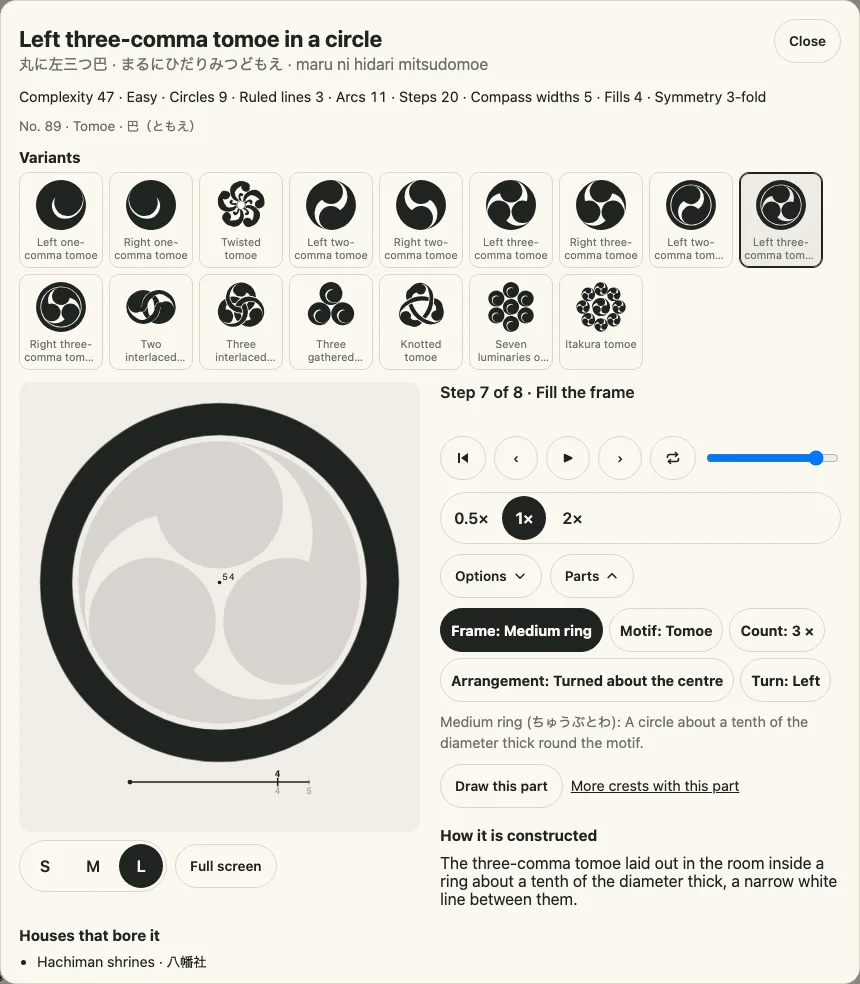 Left three-comma tomoe in a circle
Close
丸に左三つ巴 · まるにひだりみつどもえ · maru ni hidari mitsudomoe
Complexity 47 · Easy · Circles 9 · Ruled lines 3 · Arcs 11 · Steps 20 · Compass widths 5 · Fills 4 · Symmetry 3-fold
No. 89 · Tomoe · 巴（ともえ）
Variants
Left one-
comma tomoe
Right one-
comma tomoe
Twisted
tomoe
Left two-
comma tomoe
Right two-
comma tomoe
Left three-
comma tomoe
Right three-
comma tomoe
Left two-
comma tom…
Left three-
comma tom…
Right three-
comma tom…
Two
interlaced…
Three
interlaced…
Three
gathered…
Knotted
tomoe
Seven
luminaries o…
Itakura tomoe
54
4
4 5
S M L Full screen
Step 7 of 8 · Fill the frame
0.5× 1× 2×
Options Parts
Frame: Medium ring Motif: Tomoe Count: 3 ×
Arrangement: Turned about the centre Turn: Left
Medium ring (ちゅうぶとわ): A circle about a tenth of the
diameter thick round the motif.
Draw this part More crests with this part
How it is constructed
The three-comma tomoe laid out in the room inside a
ring about a tenth of the diameter thick, a narrow white
line between them.
Houses that bore it
• Hachiman shrines · 八幡社